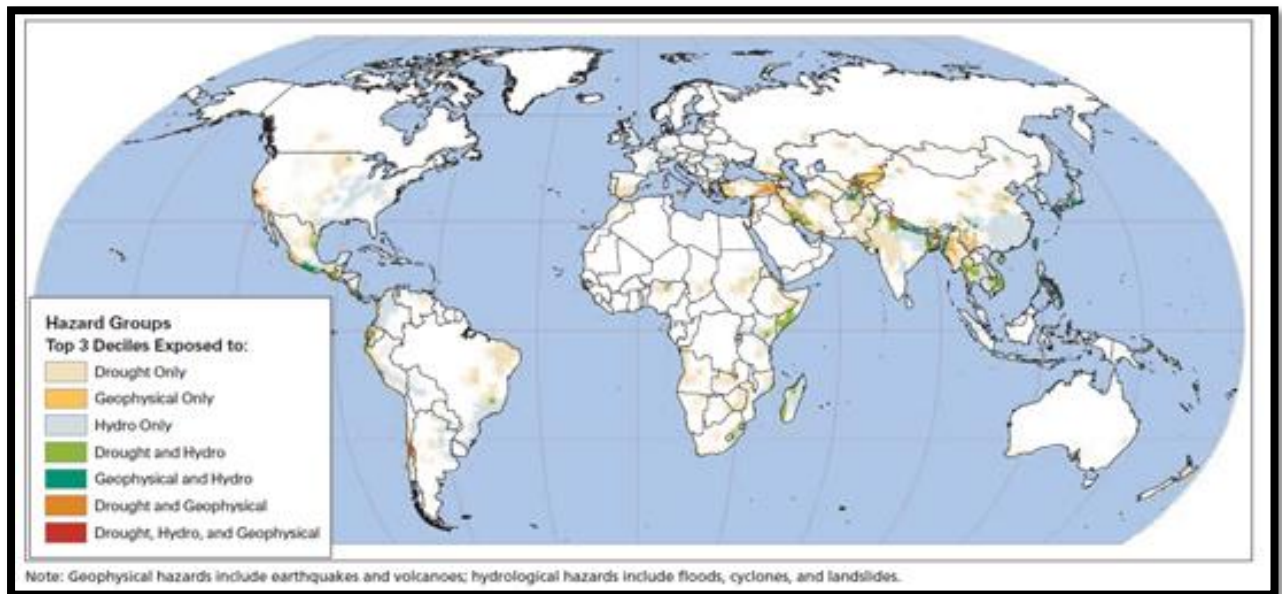 Hazard Groups
Top 3 Deciles Exposed to:
Drought Only
Geophysical Only
Hydro Only
Drought and Hydro
Geophysical and Hydro
Drought and Geophysical
Drought, Hydro, and Geophysical
Note: Geophysical hazards include earthquakes and volcanoes; hydrological hazards include floods, cyclones, and landslides.